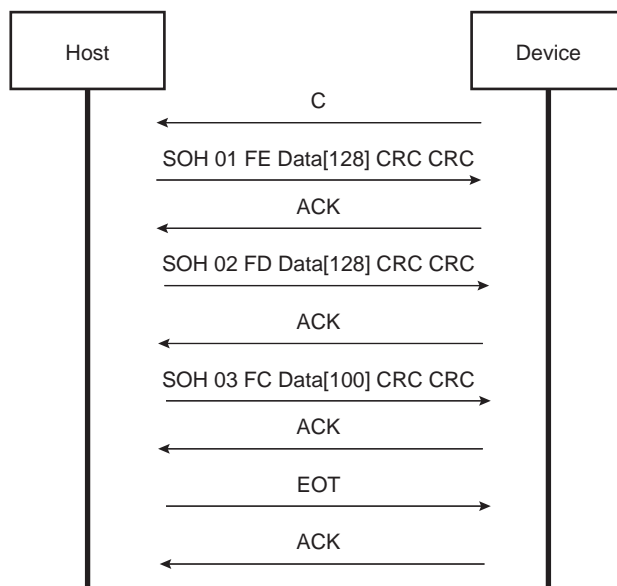 Host
Device
C
SOH 01 FE Data[128] CRC CRC
ACK
SOH 02 FD Data[128] CRC CRC
ACK
SOH 03 FC Data[100] CRC CRC
ACK
EOT
ACK